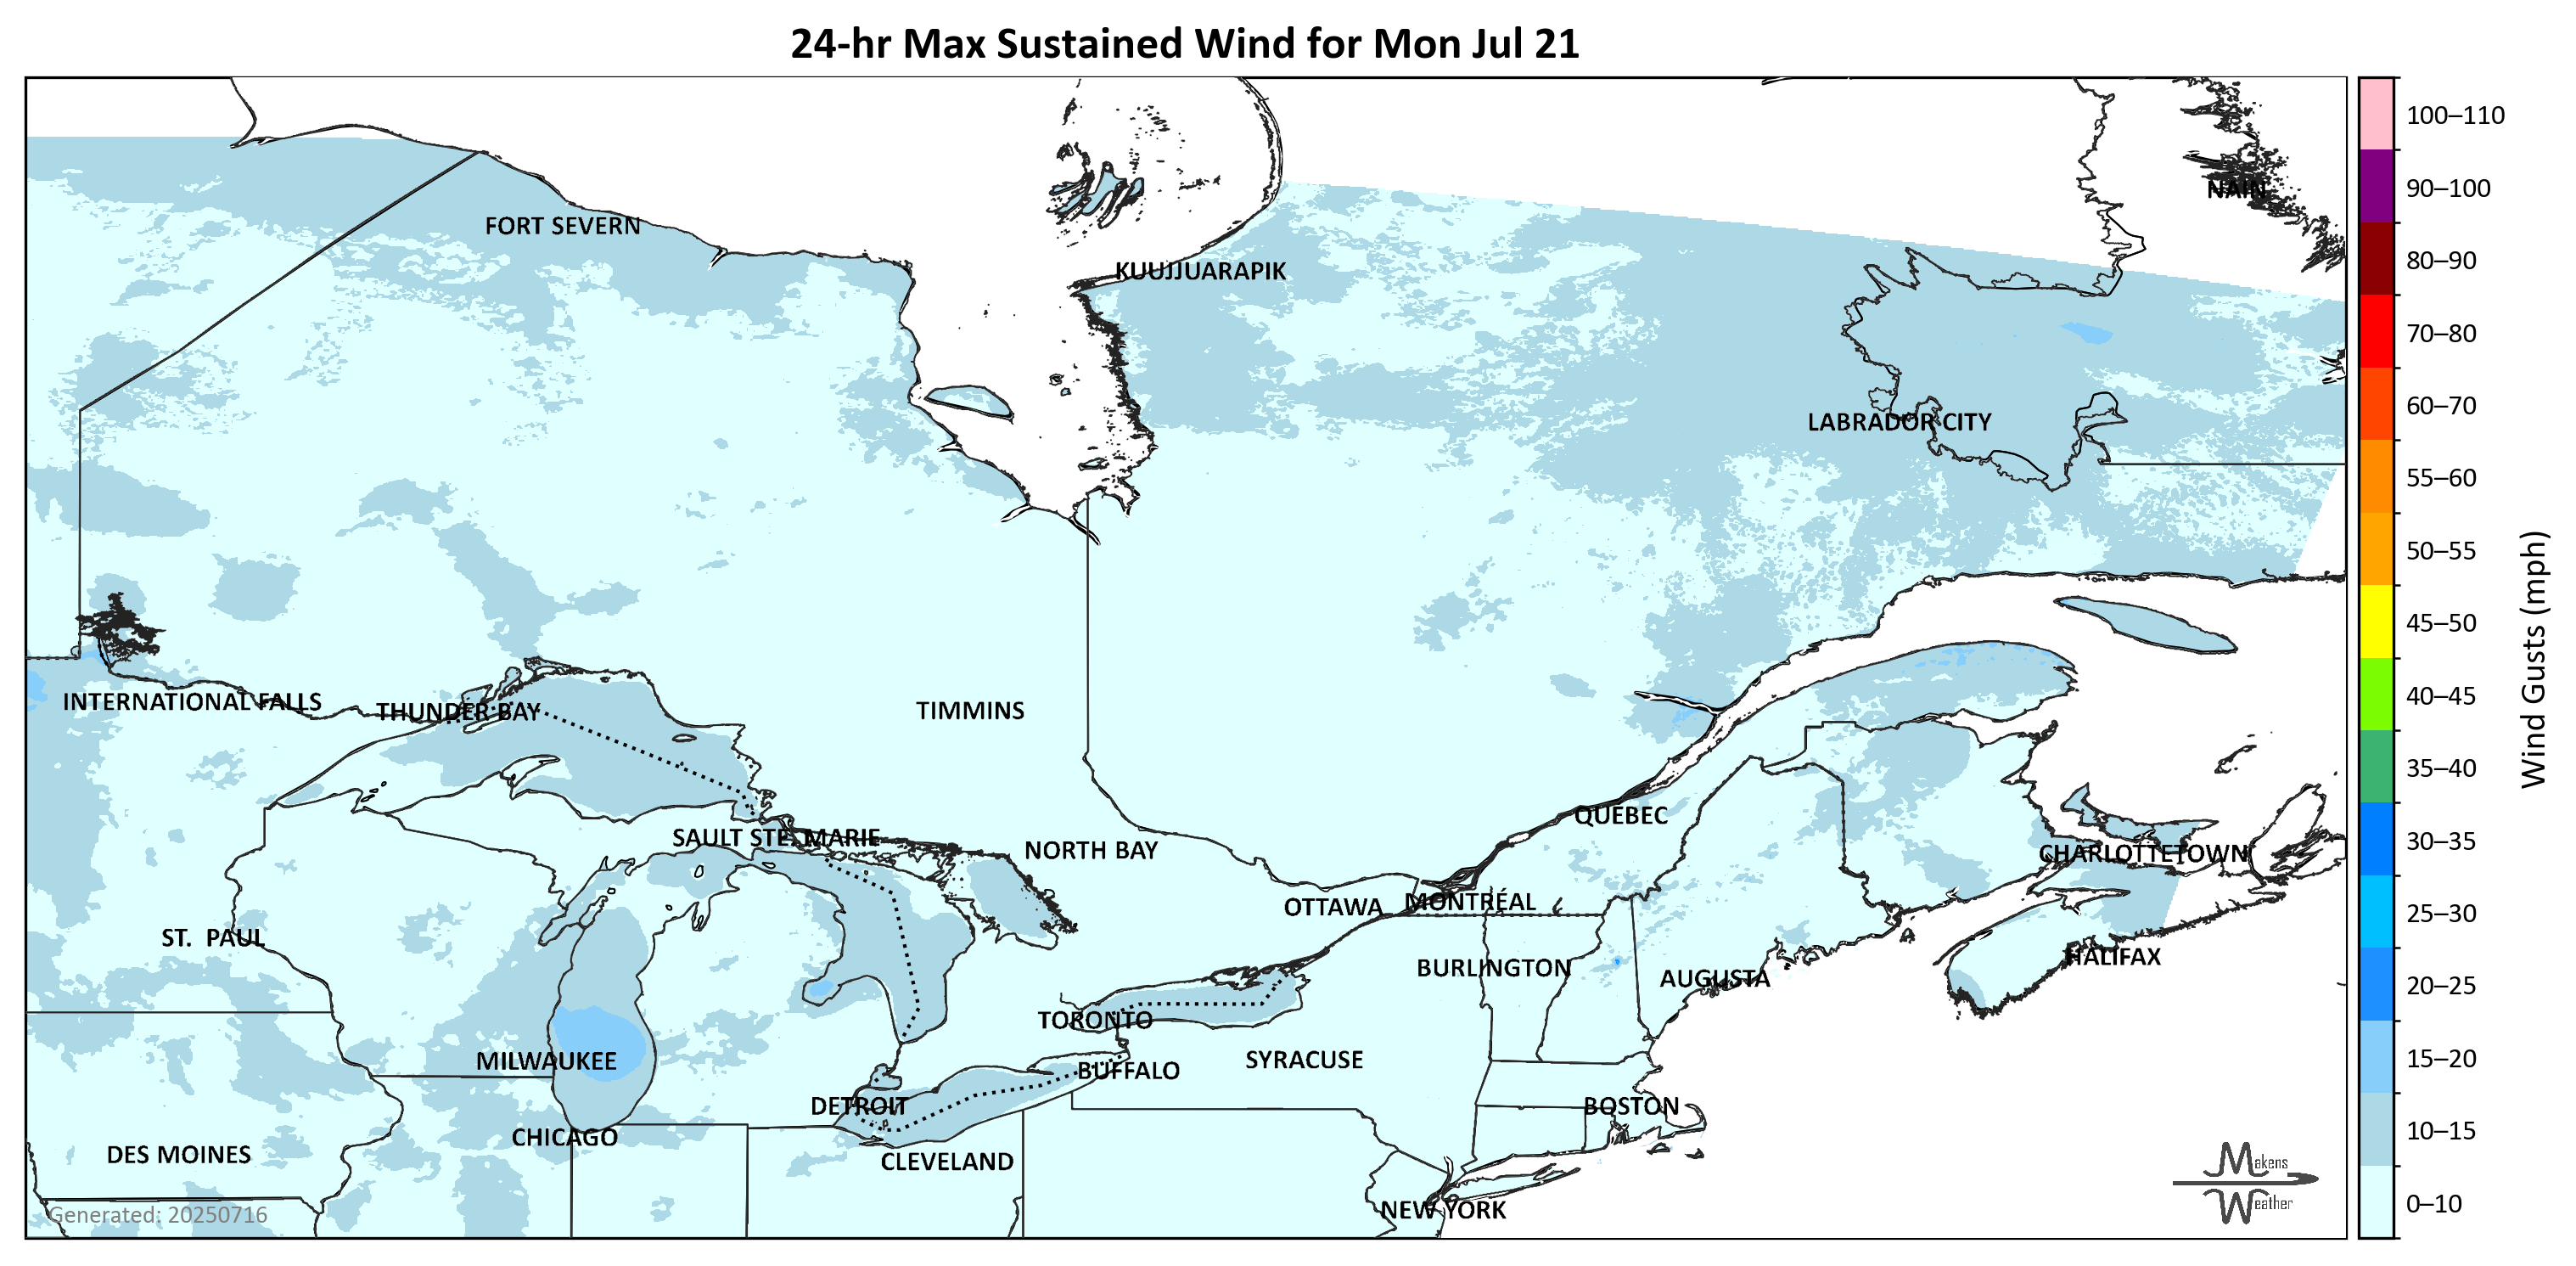 24-hr Max Sustained Wind for Mon Jul 21
100–110
90–100
NAIN
FORT SEVERN
80–90
KUUJJUARAPIK
70–80
60–70
LABRADOR CITY
55–60
50–55
45–50
40–45
INTERNATIONAL FALLS
THUNDER BAY
TIMMINS
35–40
Wind Gusts (mph)
QUEBEC
SAULT STE. MARIE
30–35
NORTH BAY
CHARLOTTETOWN
OTTAWA
MONTRÉAL
25–30
ST. PAUL
HALIFAX
BURLINGTON
AUGUSTA
20–25
TORONTO
MILWAUKEE
SYRACUSE
15–20
BUFFALO
DETROIT
BOSTON
10–15
CHICAGO
DES MOINES
CLEVELAND
Makens
Weather
0–10
NEW YORK
Generated: 20250716